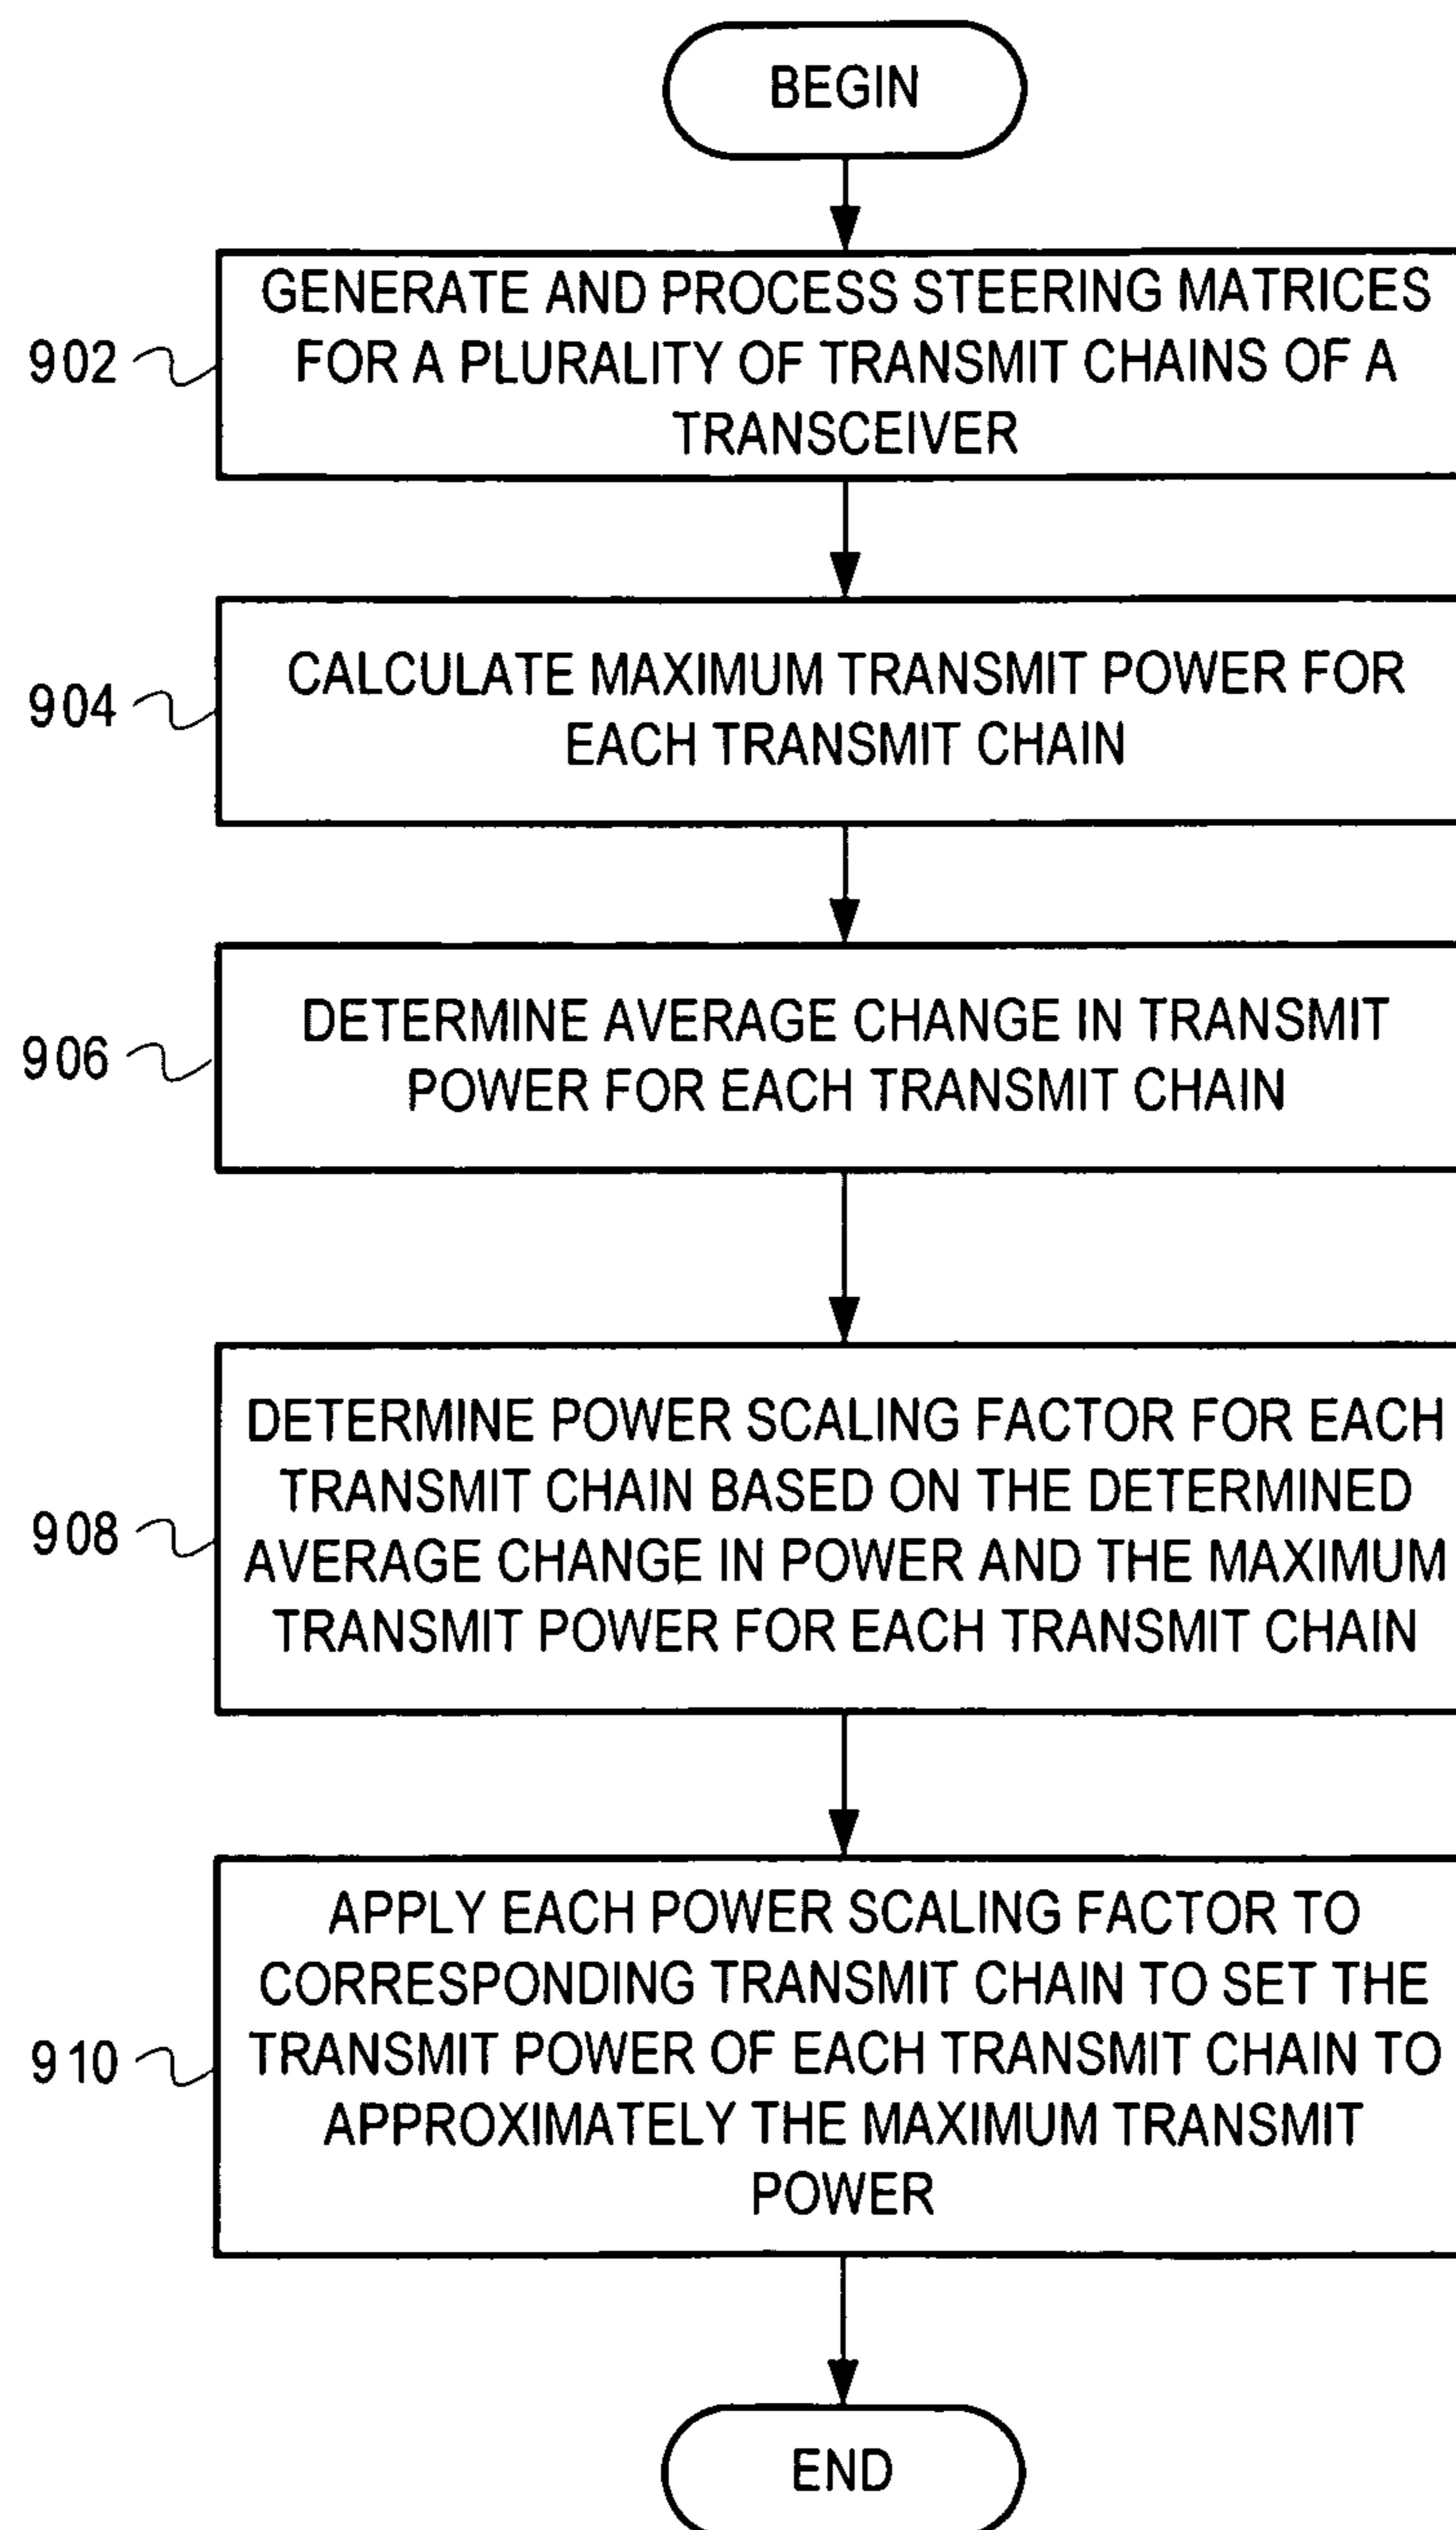 BEGIN
902
GENERATE AND PROCESS STEERING MATRICES
FOR A PLURALITY OF TRANSMIT CHAINS OF A
TRANSCEIVER
904
CALCULATE MAXIMUM TRANSMIT POWER FOR
EACH TRANSMIT CHAIN
906
DETERMINE AVERAGE CHANGE IN TRANSMIT
POWER FOR EACH TRANSMIT CHAIN
908
DETERMINE POWER SCALING FACTOR FOR EACH
TRANSMIT CHAIN BASED ON THE DETERMINED
AVERAGE CHANGE IN POWER AND THE MAXIMUM
TRANSMIT POWER FOR EACH TRANSMIT CHAIN
910
APPLY EACH POWER SCALING FACTOR TO
CORRESPONDING TRANSMIT CHAIN TO SET THE
TRANSMIT POWER OF EACH TRANSMIT CHAIN TO
APPROXIMATELY THE MAXIMUM TRANSMIT
POWER
END